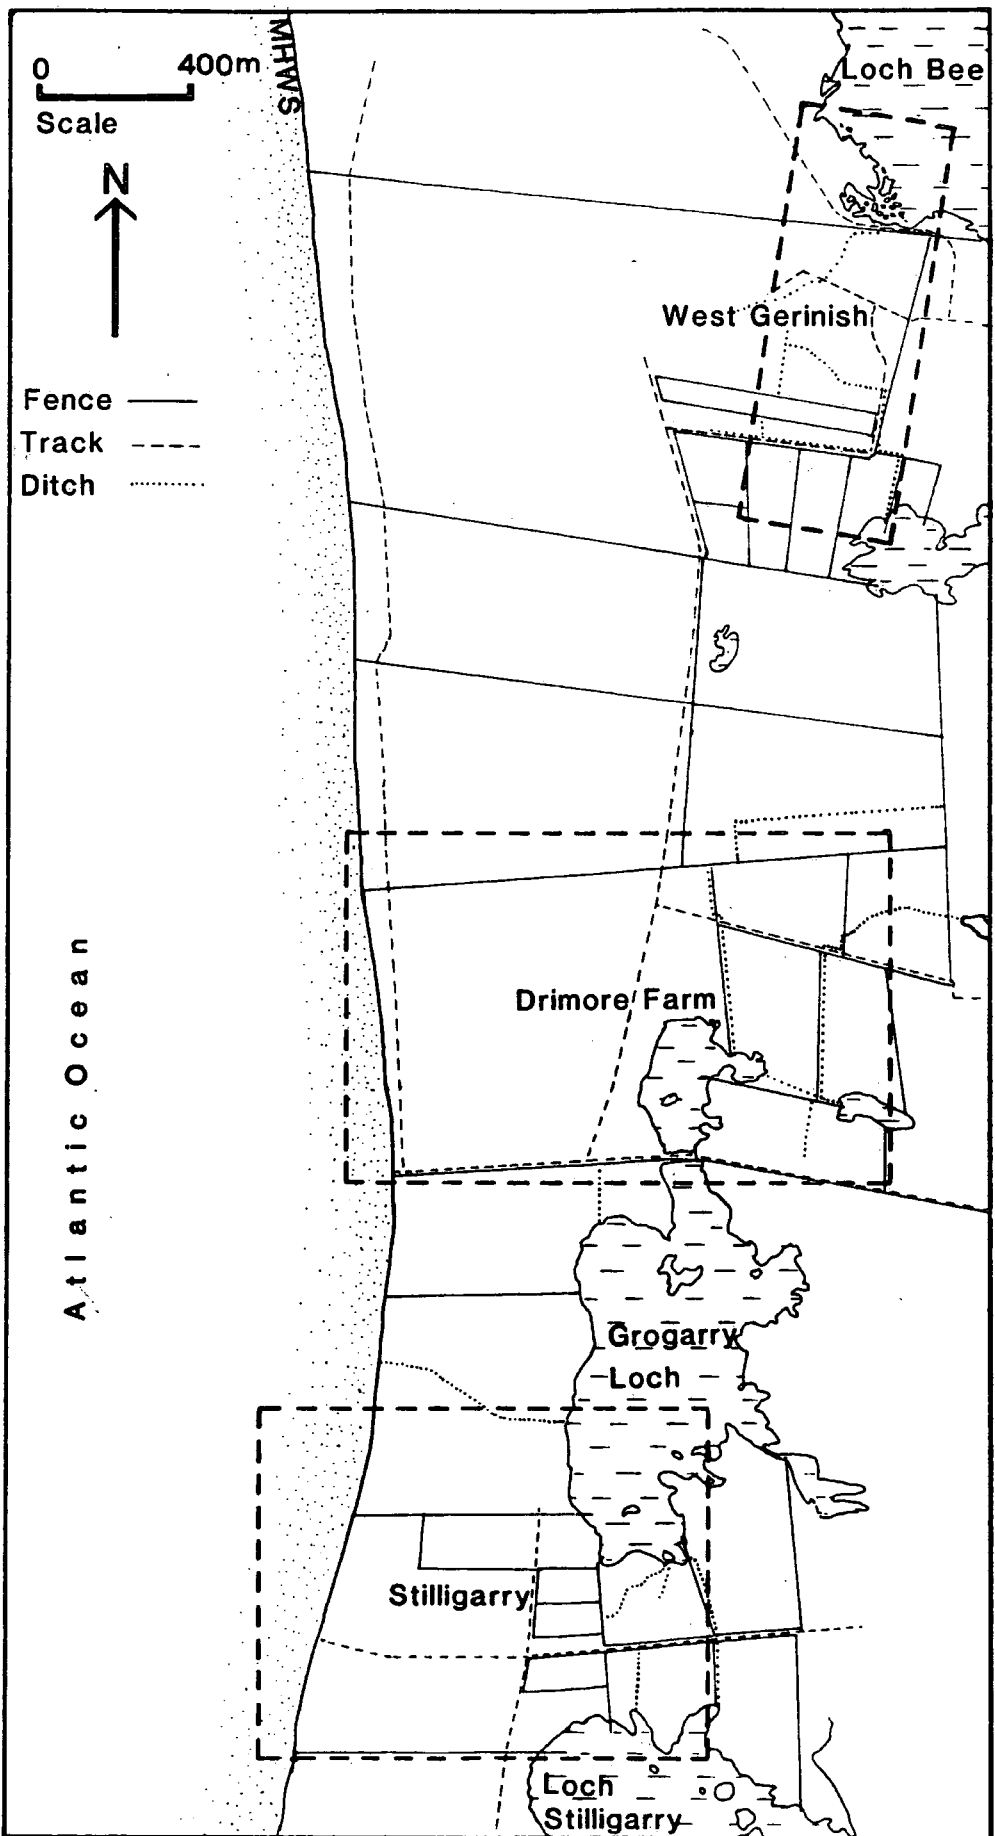 MHWS
Loch Bee
0 400m
Scale
N
West Gerinish
Fence
Track
Ditch
Atlantic Ocean
Drimore Farm
Grogarry
Loch
Stilligarry
Loch
Stilligarry